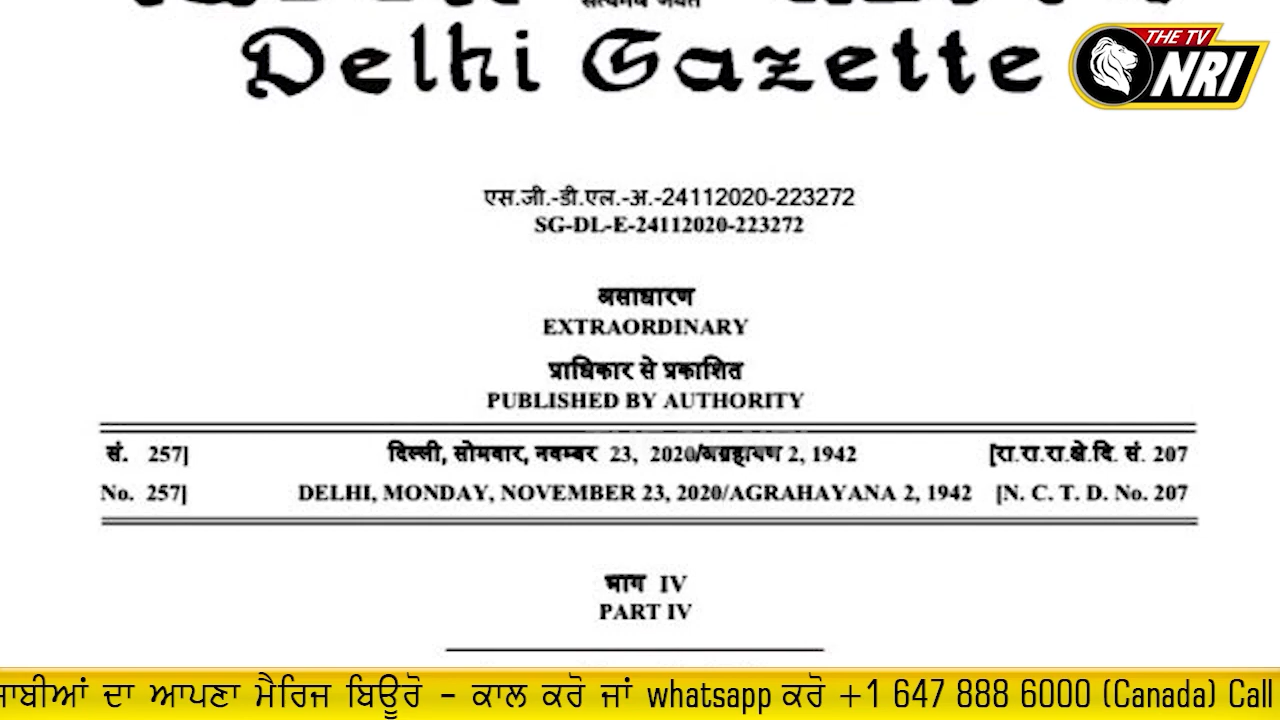 सत्यमेव जयते
Delhi Gazette
THE TV
NRI
एस.जी.-डी.एल.-अ.-24112020-223272
SG-DL-E-24112020-223272
असाधारण
EXTRAORDINARY
प्राधिकार से प्रकाशित
PUBLISHED BY AUTHORITY
सं. 257] दिल्ली, सोमवार, नवम्बर 23, 2020/अग्रहायण 2, 1942 [रा.रा.रा.क्षे.दि. सं. 207
No. 257] DELHI, MONDAY, NOVEMBER 23, 2020/AGRAHAYANA 2, 1942 [N. C. T. D. No. 207
भाग IV
PART IV
ਦਾ ਆਪਣਾ ਮੈਰਿਜ ਬਿਊਰੋ - ਕਾਲ ਕਰੋ ਜਾਂ whatsapp ਕਰੋ +1 647 888 6000 (Canada) Call